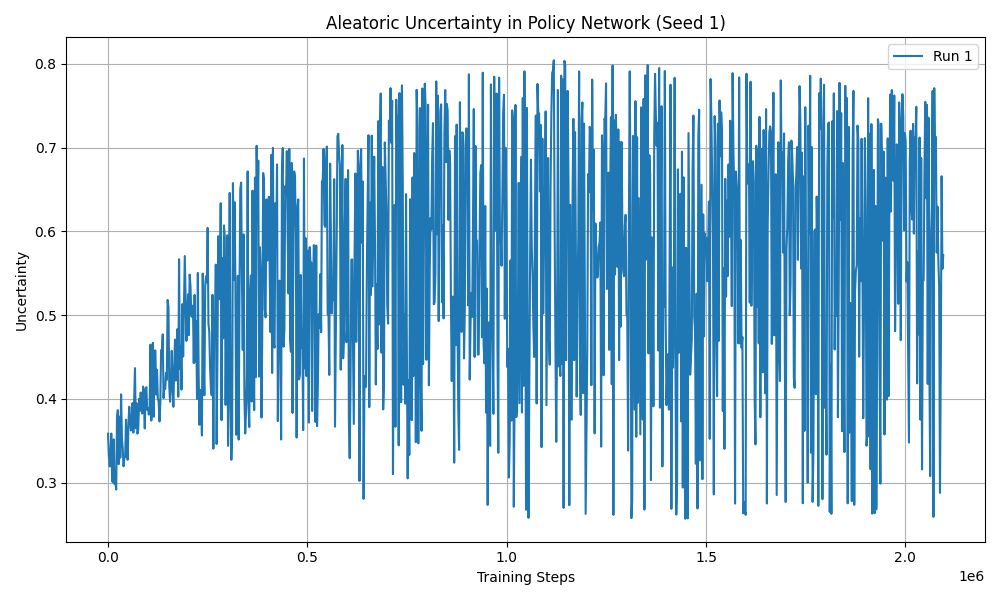 Aleatoric Uncertainty in Policy Network (Seed 1)
Run 1
Uncertainty
0.8
0.7
0.6
0.5
0.4
0.3
0.0
0.5
1.0
1.5
2.0
1e6
Training Steps